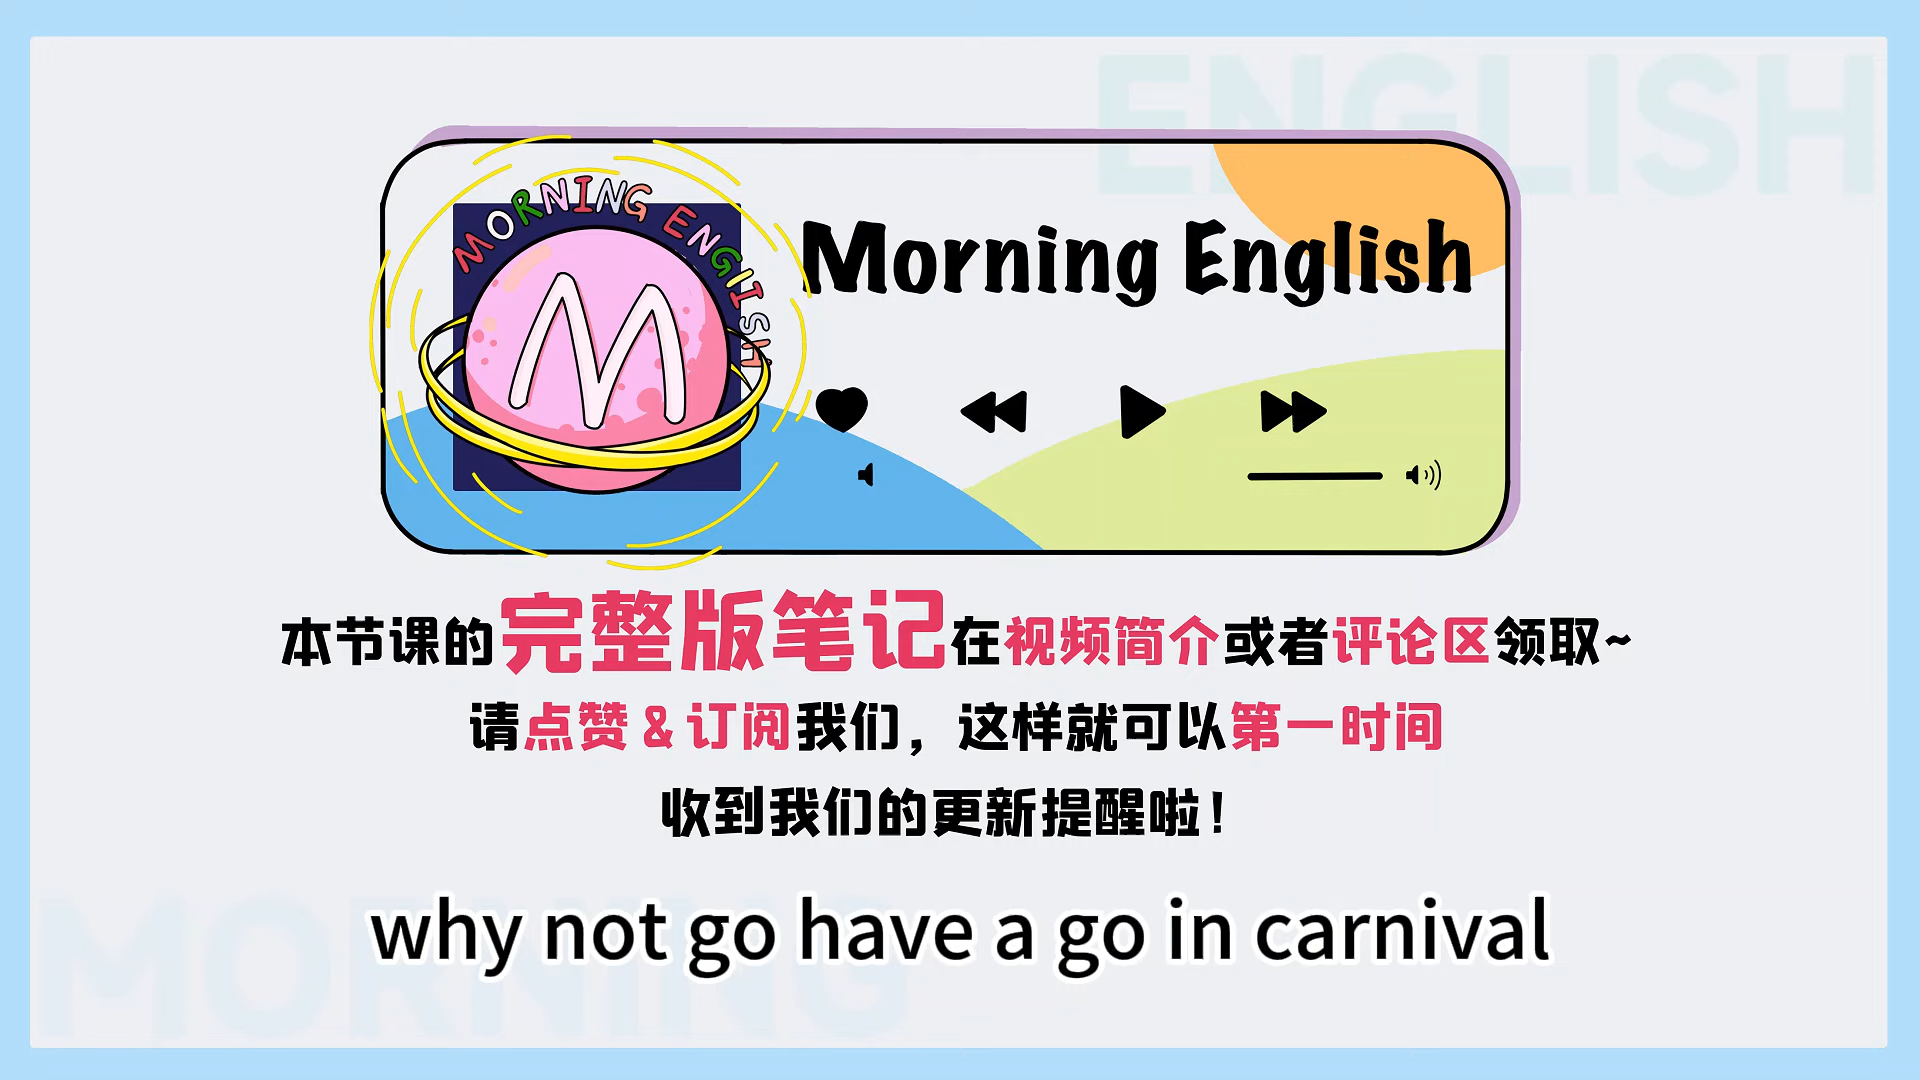 ENGLISH
MORNING ENGLISH
M
Morning English
本节课的完整版笔记在视频简介或者评论区领取~
请点赞&订阅我们，这样就可以第一时间
收到我们的更新提醒啦！
why not go have a go in carnival
MORNING